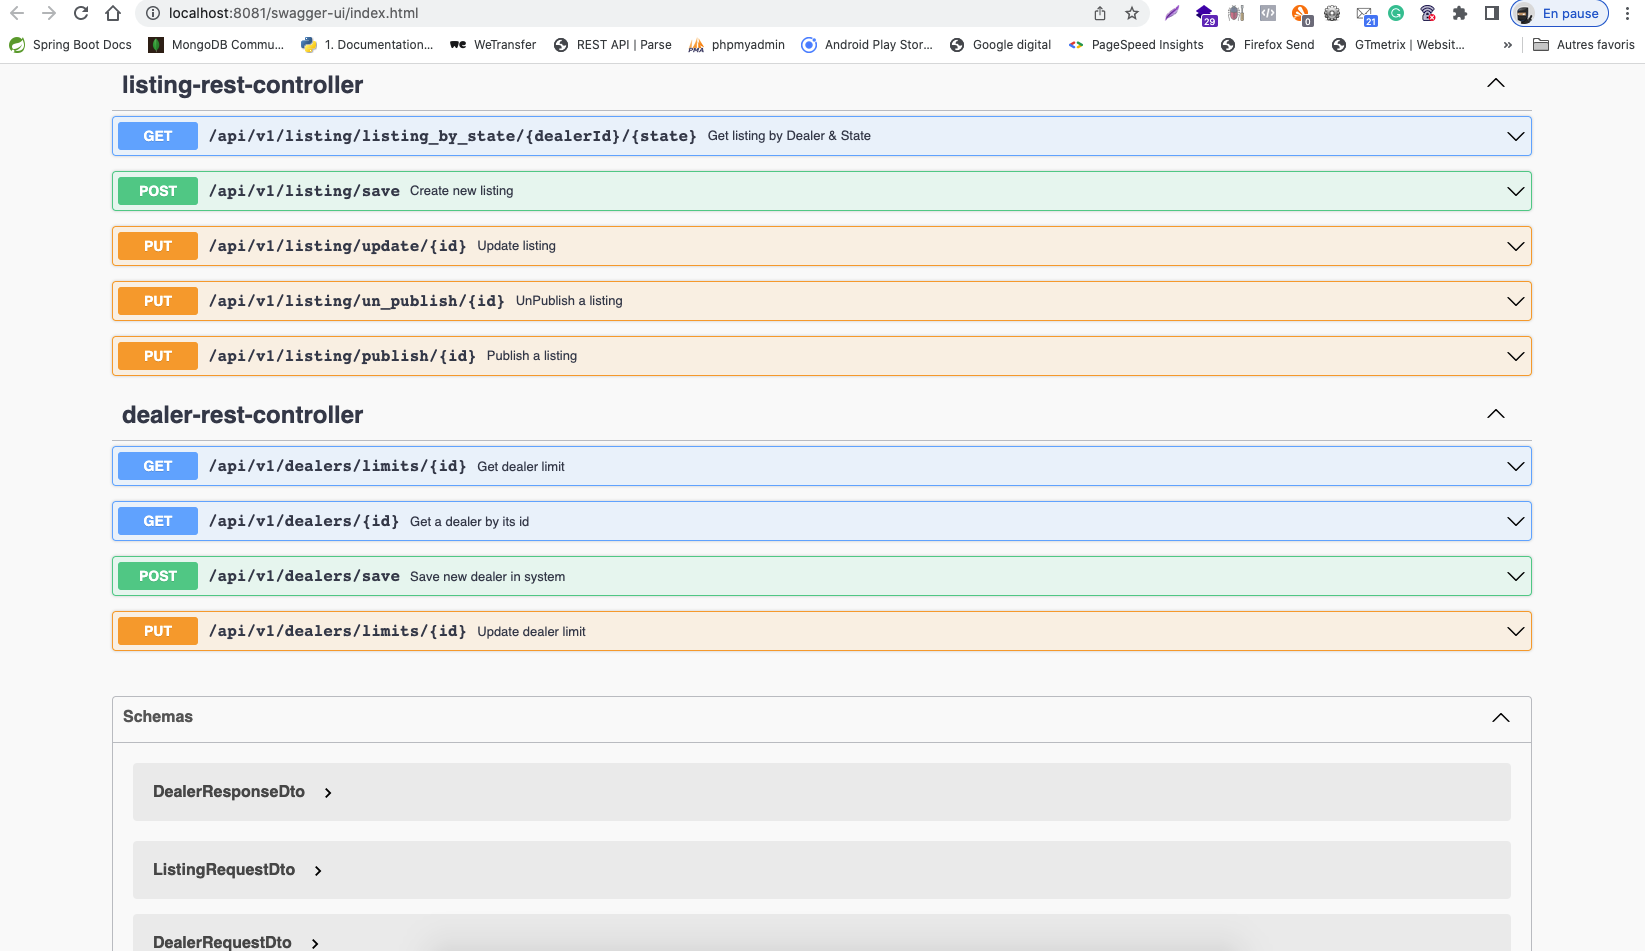 localhost:8081/swagger-ui/index.html
29
0
21
En pause
Spring Boot Docs
MongoDB Commu...
1. Documentation...
WeTransfer
REST API | Parse
phpmyadmin
Android Play Stor...
Google digital
PageSpeed Insights
Firefox Send
GTmetrix | Websit...
»
Autres favoris
listing-rest-controller
GET /api/v1/listing/listing_by_state/{dealerId}/{state} Get listing by Dealer & State
POST /api/v1/listing/save Create new listing
PUT /api/v1/listing/update/{id} Update listing
PUT /api/v1/listing/un_publish/{id} UnPublish a listing
PUT /api/v1/listing/publish/{id} Publish a listing
dealer-rest-controller
GET /api/v1/dealers/limits/{id} Get dealer limit
GET /api/v1/dealers/{id} Get a dealer by its id
POST /api/v1/dealers/save Save new dealer in system
PUT /api/v1/dealers/limits/{id} Update dealer limit
Schemas
DealerResponseDto
ListingRequestDto
DealerRequestDto